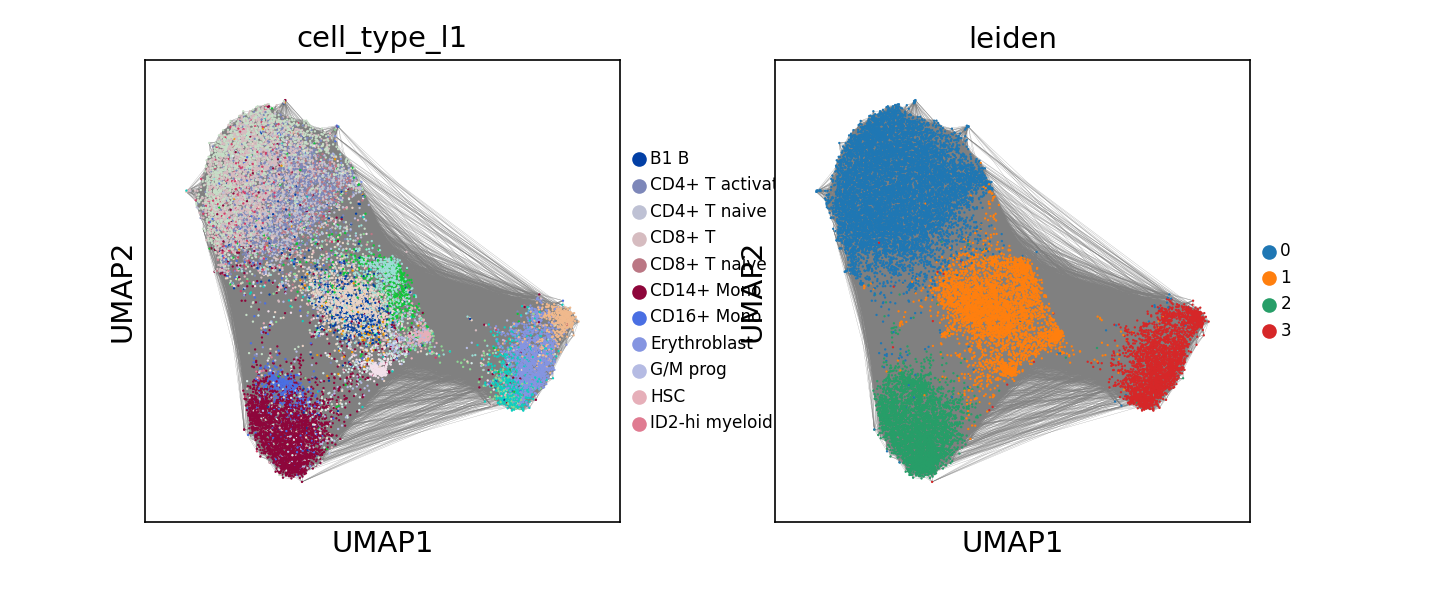 cell_type_l1
leiden
UMAP2
UMAP1
B1 B
CD4+ T activat
CD4+ T naive
CD8+ T
CD8+ T naive
CD14+ Mono
CD16+ Mono
Erythroblast
G/M prog
HSC
ID2-hi myeloid
UMAP2
UMAP1
0
1
2
3